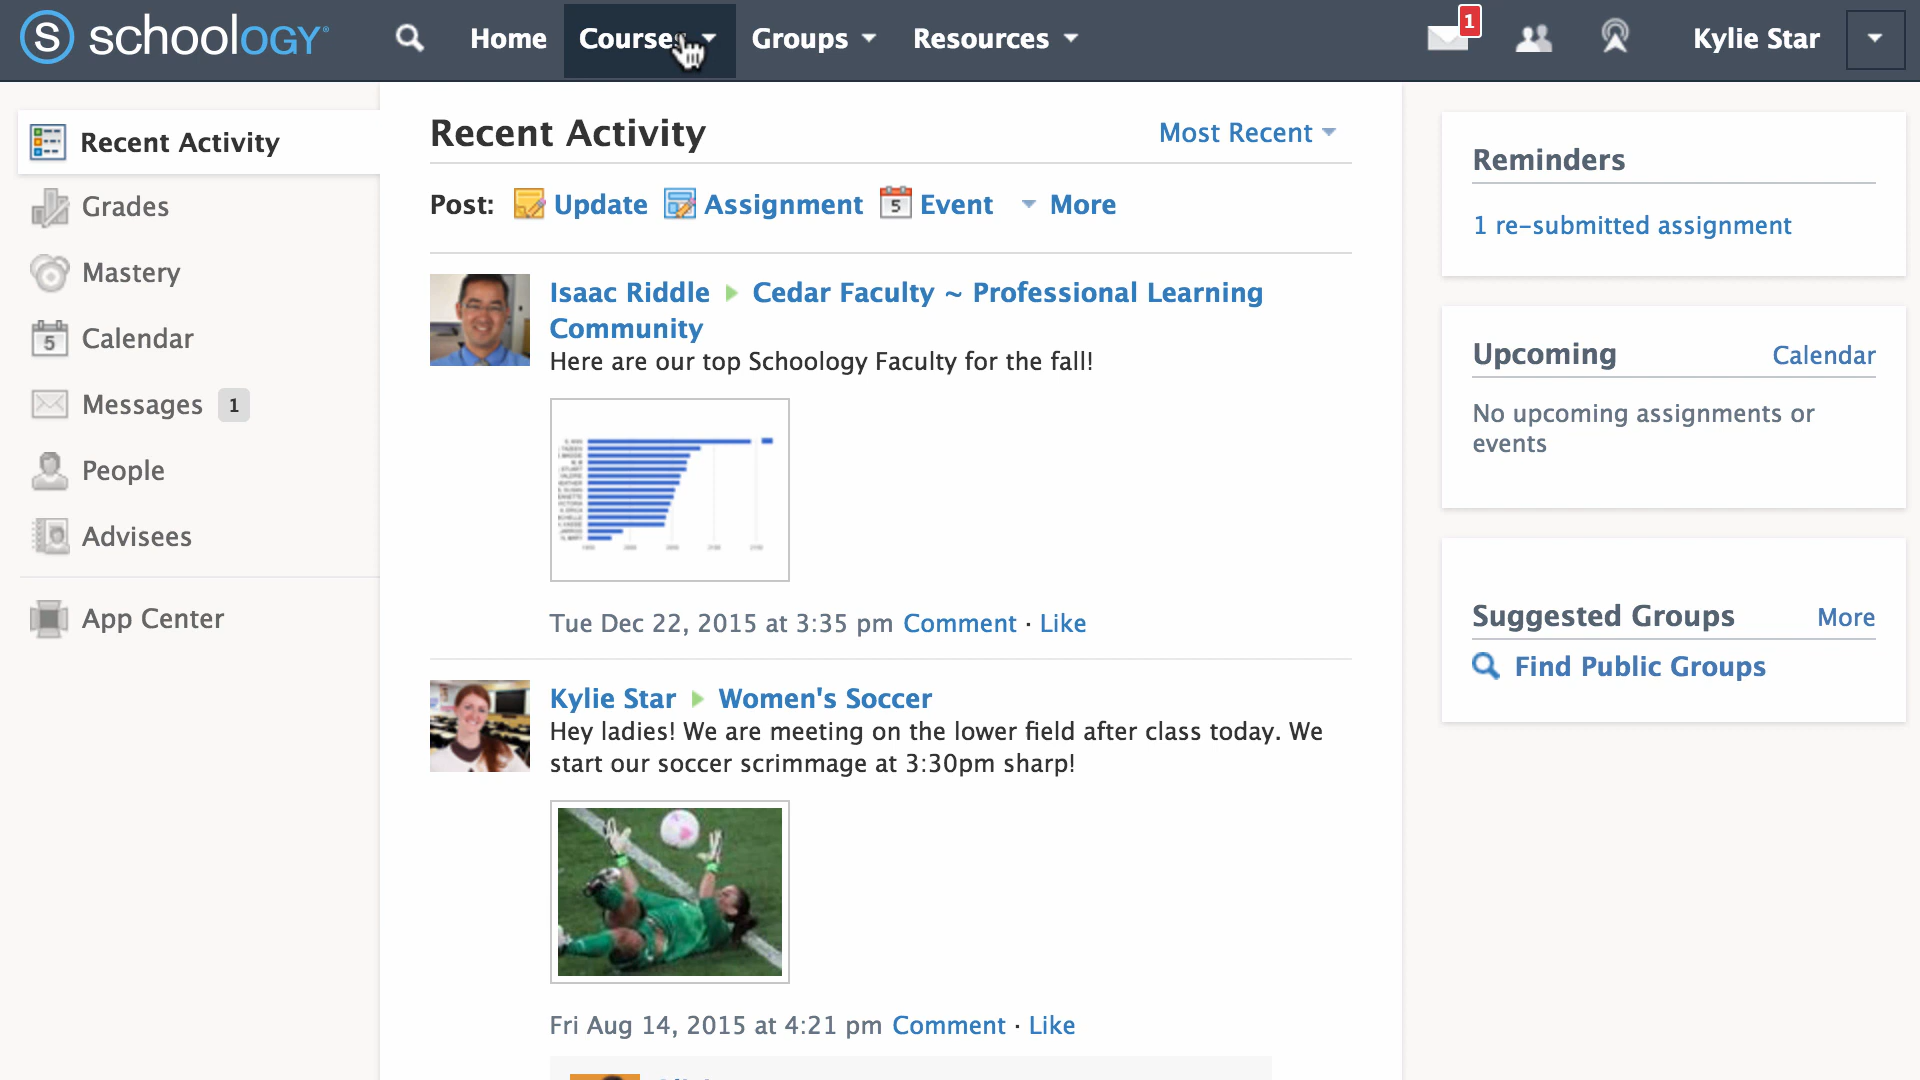 schoology
Home
Courses
Groups
Resources
1
Kylie Star
Recent Activity
Grades
Mastery
5
Calendar
Messages 1
People
Advisees
App Center
Recent Activity
Most Recent
Post: Update Assignment 5 Event More
Isaac Riddle Cedar Faculty ~ Professional Learning
Community
Here are our top Schoology Faculty for the fall!
Tue Dec 22, 2015 at 3:35 pm Comment · Like
Kylie Star Women's Soccer
Hey ladies! We are meeting on the lower field after class today. We
start our soccer scrimmage at 3:30pm sharp!
Fri Aug 14, 2015 at 4:21 pm Comment · Like
Reminders
1 re-submitted assignment
Upcoming
Calendar
No upcoming assignments or
events
Suggested Groups
More
Find Public Groups